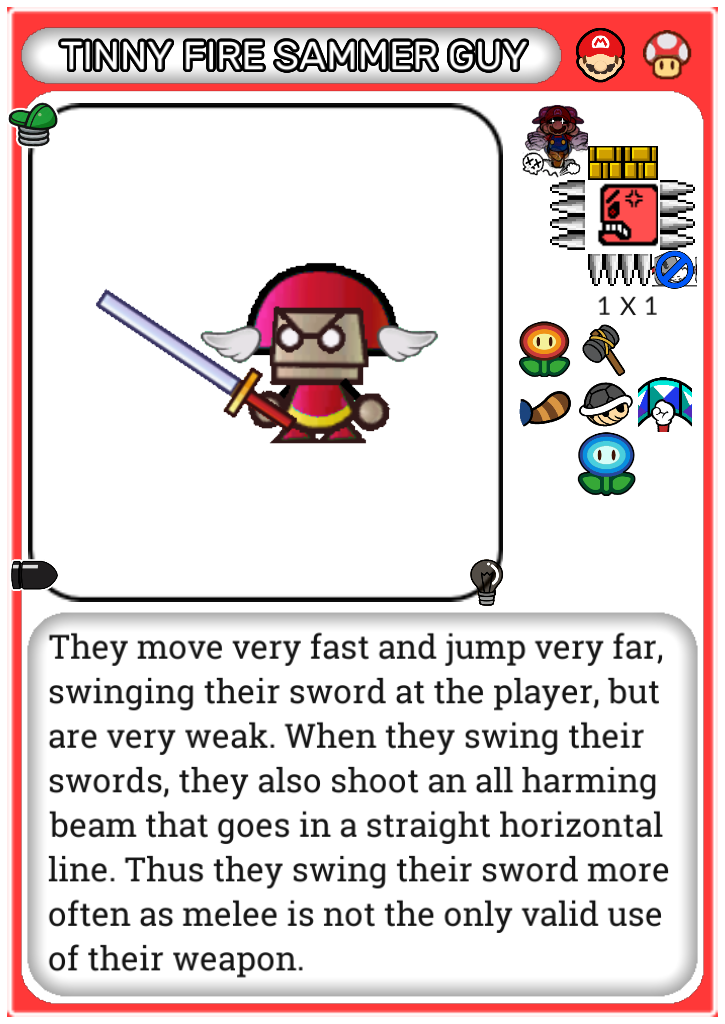 TINNY FIRE SAMMER GUY
1 X 1
They move very fast and jump very far,
swinging their sword at the player, but
are very weak. When they swing their
swords, they also shoot an all harming
beam that goes in a straight horizontal
line. Thus they swing their sword more
often as melee is not the only valid use
of their weapon.